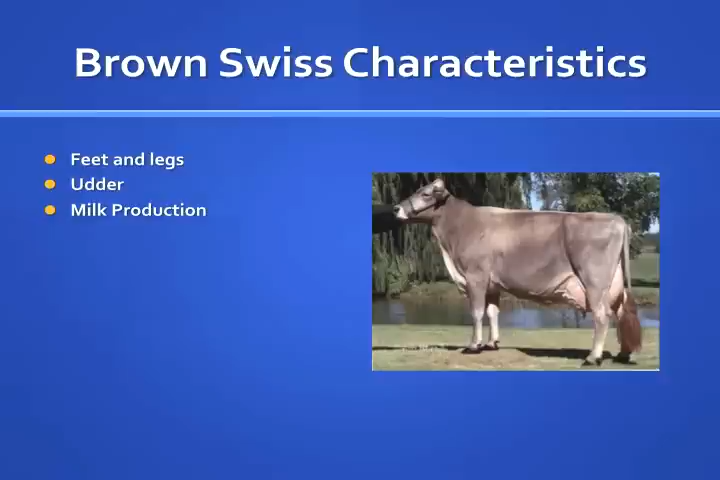 Brown Swiss Characteristics
Feet and legs
Udder
Milk Production